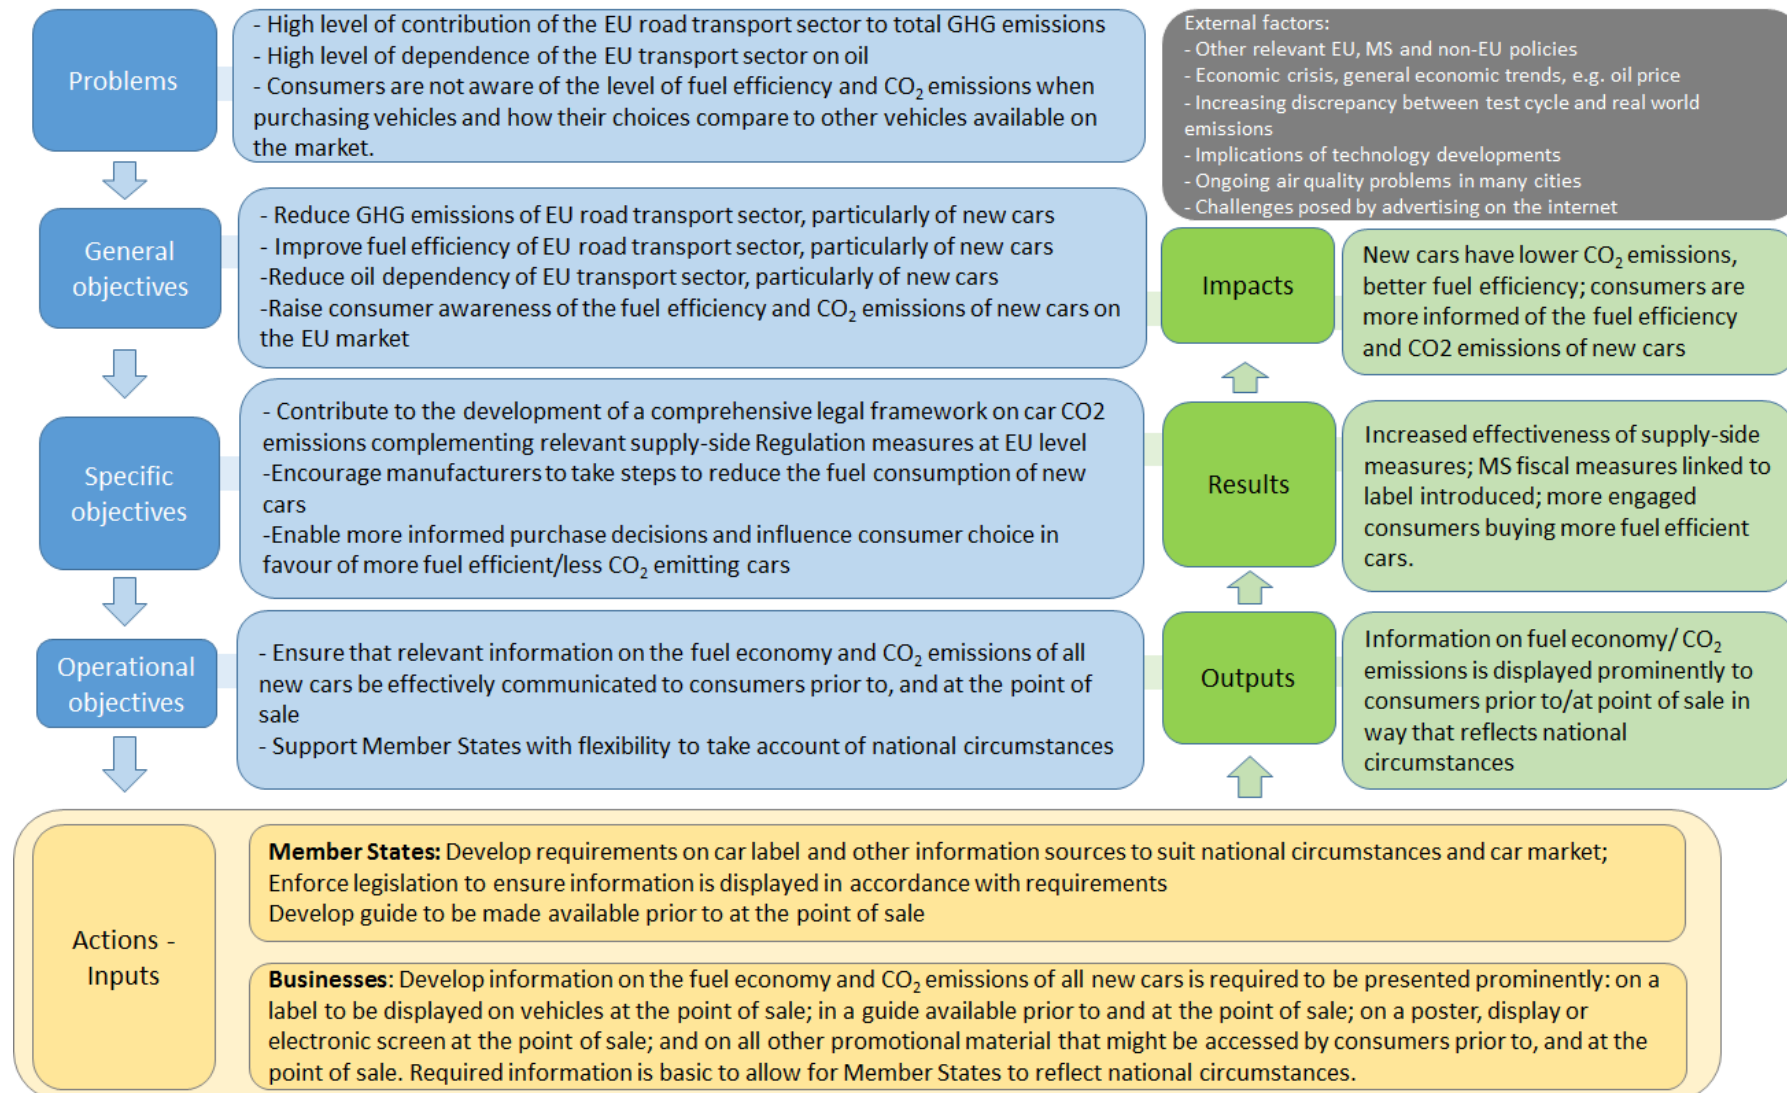 Problems
- High level of contribution of the EU road transport sector to total GHG emissions
- High level of dependence of the EU transport sector on oil
- Consumers are not aware of the level of fuel efficiency and CO₂ emissions when
purchasing vehicles and how their choices compare to other vehicles available on
the market.
External factors:
- Other relevant EU, MS and non-EU policies
- Economic crisis, general economic trends, e.g. oil price
- Increasing discrepancy between test cycle and real world
emissions
- Implications of technology developments
- Ongoing air quality problems in many cities
- Challenges posed by advertising on the internet
General
objectives
- Reduce GHG emissions of EU road transport sector, particularly of new cars
- Improve fuel efficiency of EU road transport sector, particularly of new cars
-Reduce oil dependency of EU transport sector, particularly of new cars
-Raise consumer awareness of the fuel efficiency and CO₂ emissions of new cars on
the EU market
Impacts
New cars have lower CO₂ emissions,
better fuel efficiency; consumers are
more informed of the fuel efficiency
and CO2 emissions of new cars
Specific
objectives
- Contribute to the development of a comprehensive legal framework on car CO2
emissions complementing relevant supply-side Regulation measures at EU level
-Encourage manufacturers to take steps to reduce the fuel consumption of new
cars
-Enable more informed purchase decisions and influence consumer choice in
favour of more fuel efficient/less CO₂ emitting cars
Results
Increased effectiveness of supply-side
measures; MS fiscal measures linked to
label introduced; more engaged
consumers buying more fuel efficient
cars.
Operational
objectives
- Ensure that relevant information on the fuel economy and CO₂ emissions of all
new cars be effectively communicated to consumers prior to, and at the point of
sale
- Support Member States with flexibility to take account of national circumstances
Outputs
Information on fuel economy/ CO₂
emissions is displayed prominently to
consumers prior to/at point of sale in
way that reflects national
circumstances
Actions -
Inputs
Member States: Develop requirements on car label and other information sources to suit national circumstances and car market;
Enforce legislation to ensure information is displayed in accordance with requirements
Develop guide to be made available prior to at the point of sale
Businesses: Develop information on the fuel economy and CO₂ emissions of all new cars is required to be presented prominently: on a
label to be displayed on vehicles at the point of sale; in a guide available prior to and at the point of sale; on a poster, display or
electronic screen at the point of sale; and on all other promotional material that might be accessed by consumers prior to, and at the
point of sale. Required information is basic to allow for Member States to reflect national circumstances.